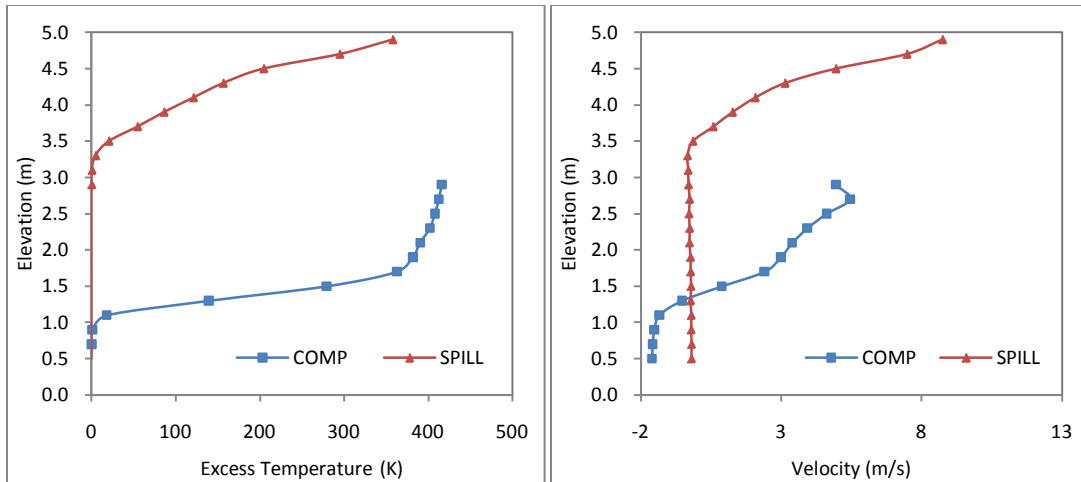 5.0
4.5
4.0
3.5
3.0
2.5
2.0
1.5
1.0
0.5
0.0
Elevation (m)
COMP SPILL
0 100 200 300 400 500
Excess Temperature (K)
5.0
4.5
4.0
3.5
3.0
2.5
2.0
1.5
1.0
0.5
0.0
Elevation (m)
COMP SPILL
-2 3 8 13
Velocity (m/s)